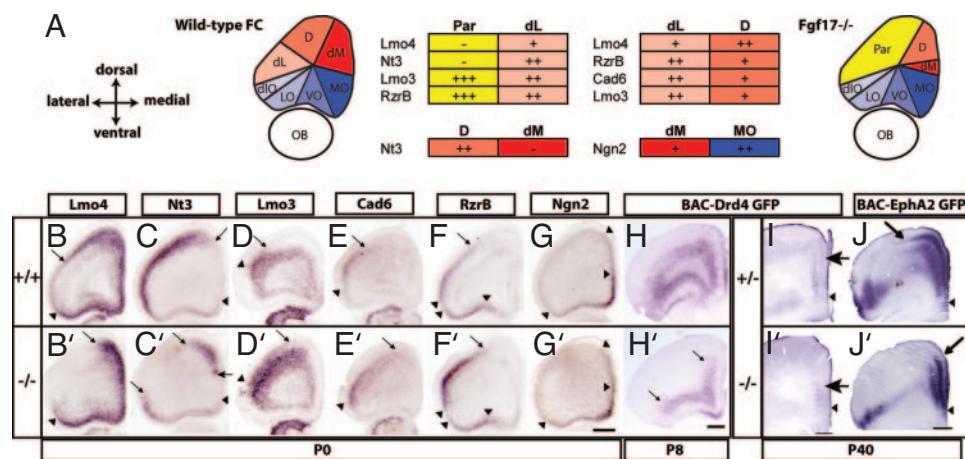 A
Wild-type FC
Fgf17-/-
dorsal
lateral medial
ventral
D
dL
dM
dlO
LO
VO
MO
OB
Par dL
Lmo4 - +
Nt3 - ++
Lmo3 +++ ++
RzrB +++ ++
dL D
Lmo4 + ++
RzrB ++ +
Cad6 ++ +
Lmo3 ++ +
D dM
Nt3 ++ -
dM MO
Ngn2 + ++
Par
D
dM
dlO
LO
VO
MO
OB
Lmo4 Nt3 Lmo3 Cad6 RzrB Ngn2 BAC-Drd4 GFP BAC-EphA2 GFP
+/+ B C D E F G H +/- I J
-/- B' C' D' E' F' G' H' -/- I' J'
P0 P8 P40